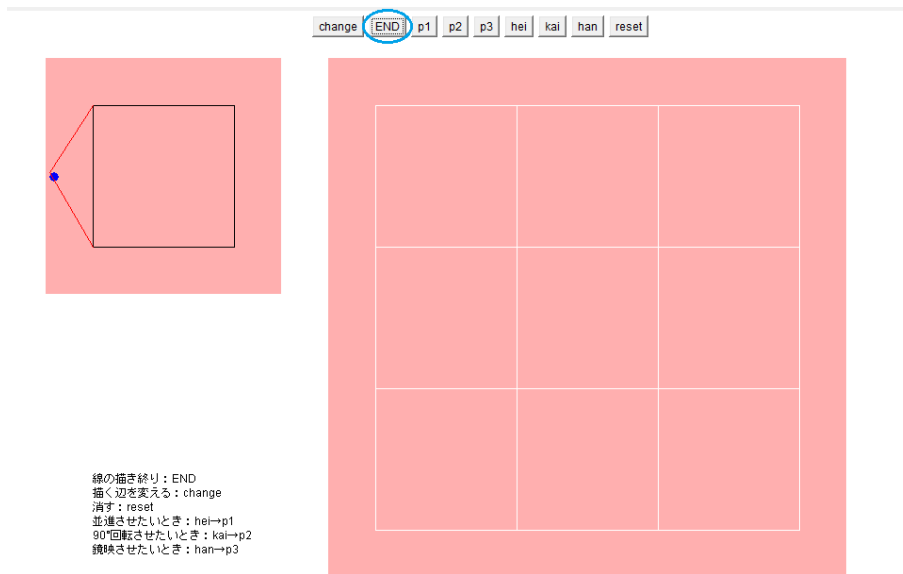 change END p1 p2 p3 hei kai han reset
線の描き終り：END
描く辺を変える：change
消す：reset
並進させたいとき：hei→p1
90°回転させたいとき：kai→p2
鏡映させたいとき：han→p3